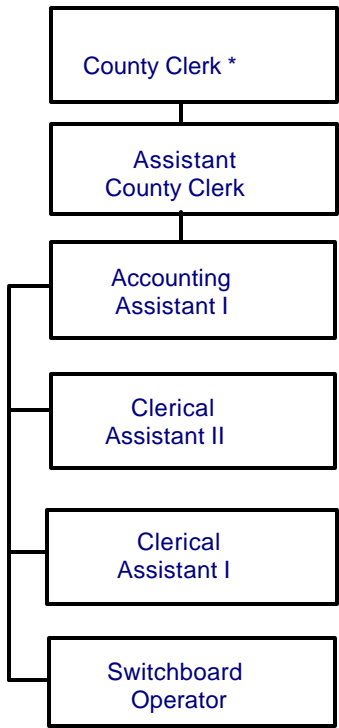 County Clerk *
Assistant
County Clerk
Accounting
Assistant I
Clerical
Assistant II
Clerical
Assistant I
Switchboard
Operator